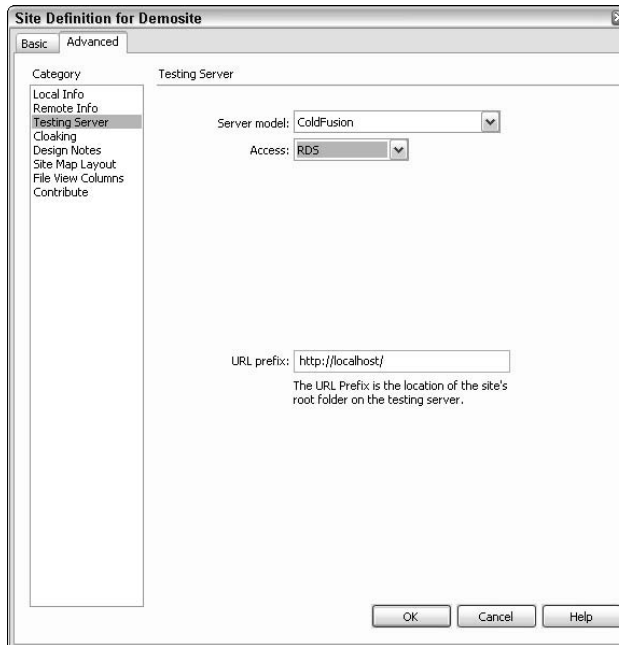 Site Definition for Demosite
Basic
Advanced
Category
Local Info
Remote Info
Testing Server
Cloaking
Design Notes
Site Map Layout
File View Columns
Contribute
Testing Server
Server model: ColdFusion
Access: RDS
URL prefix: http://localhost/
The URL Prefix is the location of the site's
root folder on the testing server.
OK
Cancel
Help